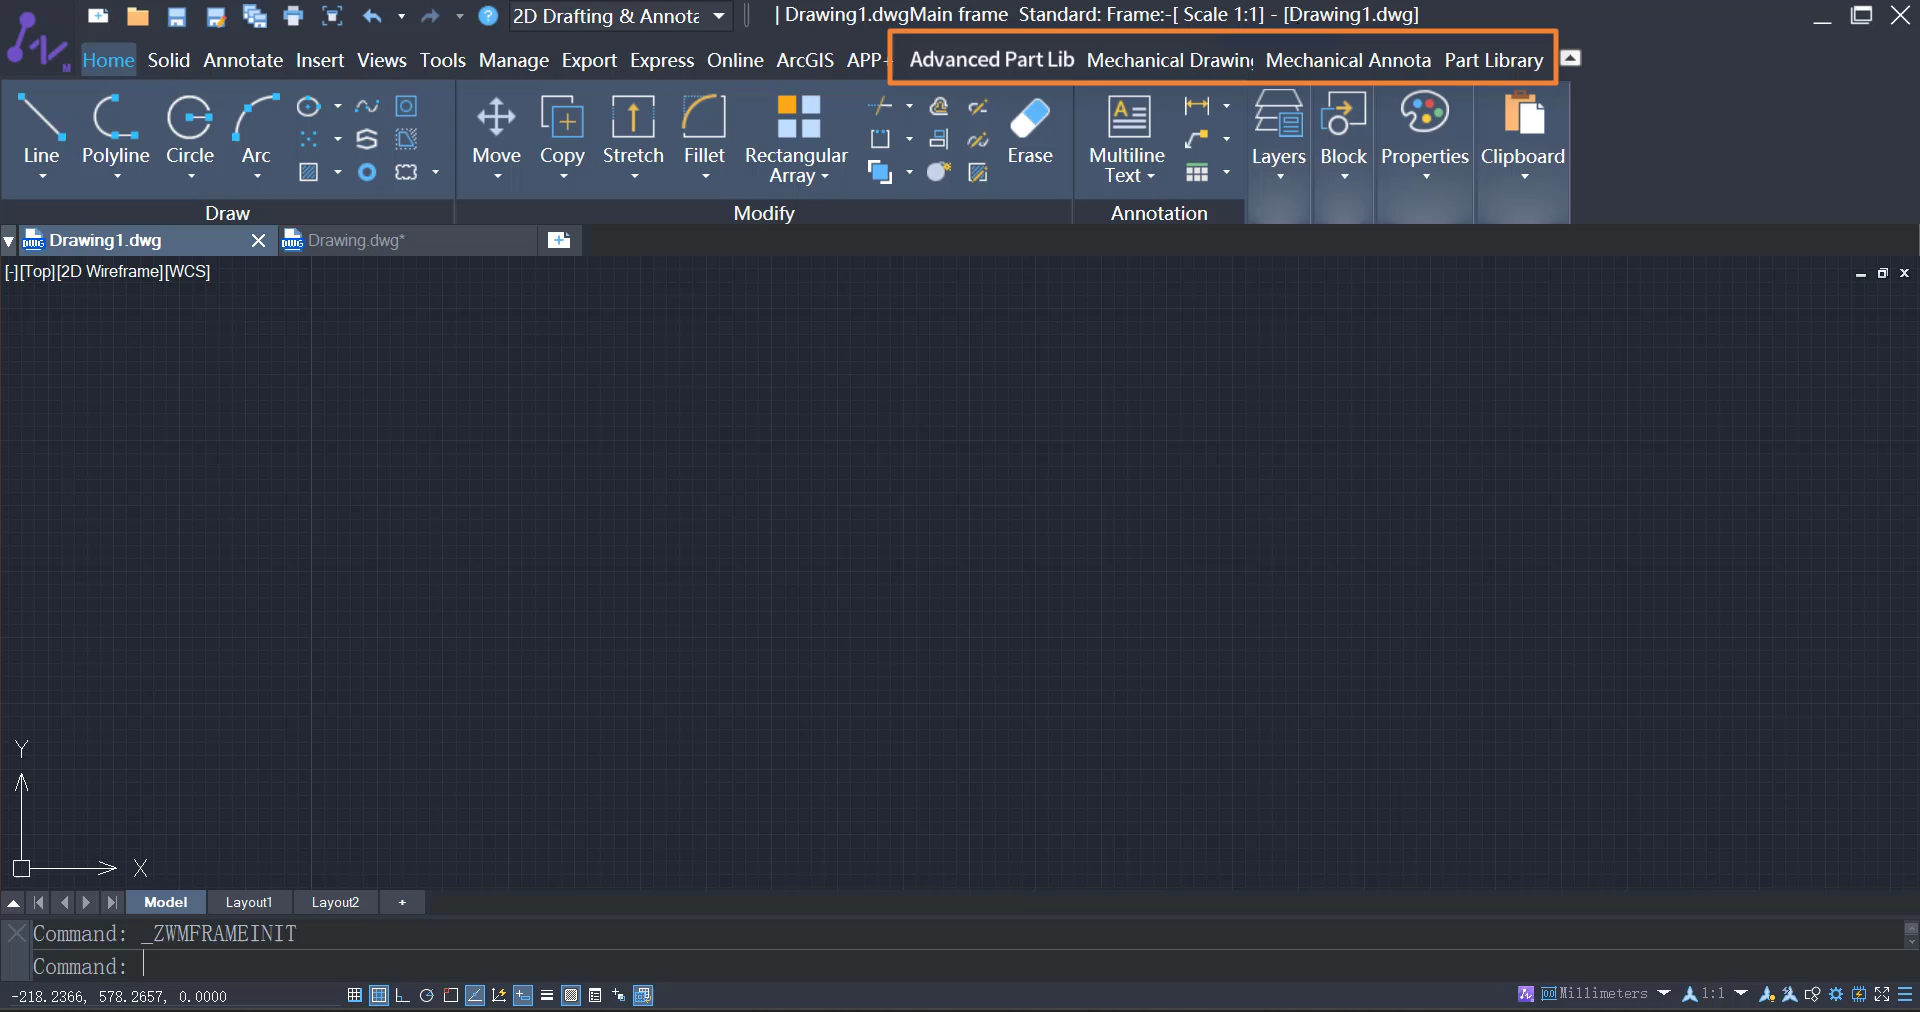 2D Drafting & Annota
| Drawing1.dwgMain frame Standard: Frame:-[ Scale 1:1] - [Drawing1.dwg]
Home Solid Annotate Insert Views Tools Manage Export Express Online ArcGIS APP+ Advanced Part Lib Mechanical Drawing Mechanical Annota Part Library
Line Polyline Circle Arc Move Copy Stretch Fillet Rectangular Array Erase Multiline Text Layers Block Properties Clipboard
Draw Modify Annotation
Drawing1.dwg Drawing.dwg*
[-][Top][2D Wireframe][WCS]
Y
X
Model Layout1 Layout2 +
Command: _ZWMFRAMEINIT
Command:
-218.2366, 578.2657, 0.0000 Millimeters 1:1